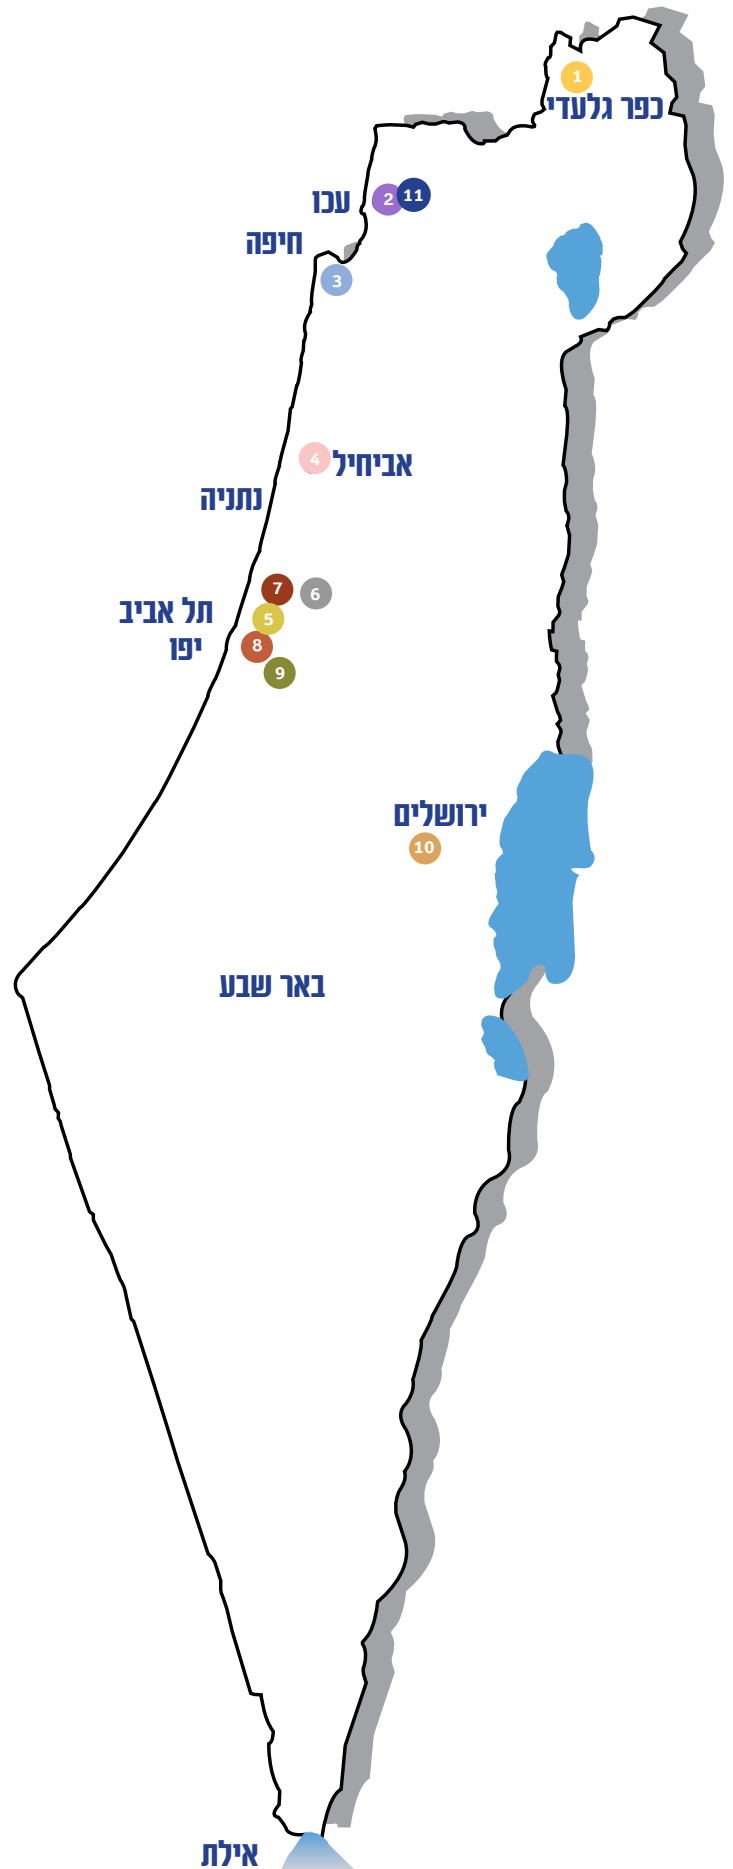 1
כפר גלעדי
עכו
2
11
חיפה
3
4
אביחיל
נתניה
7
6
תל אביב
5
יפו
8
9
ירושלים
10
באר שבע
אילת